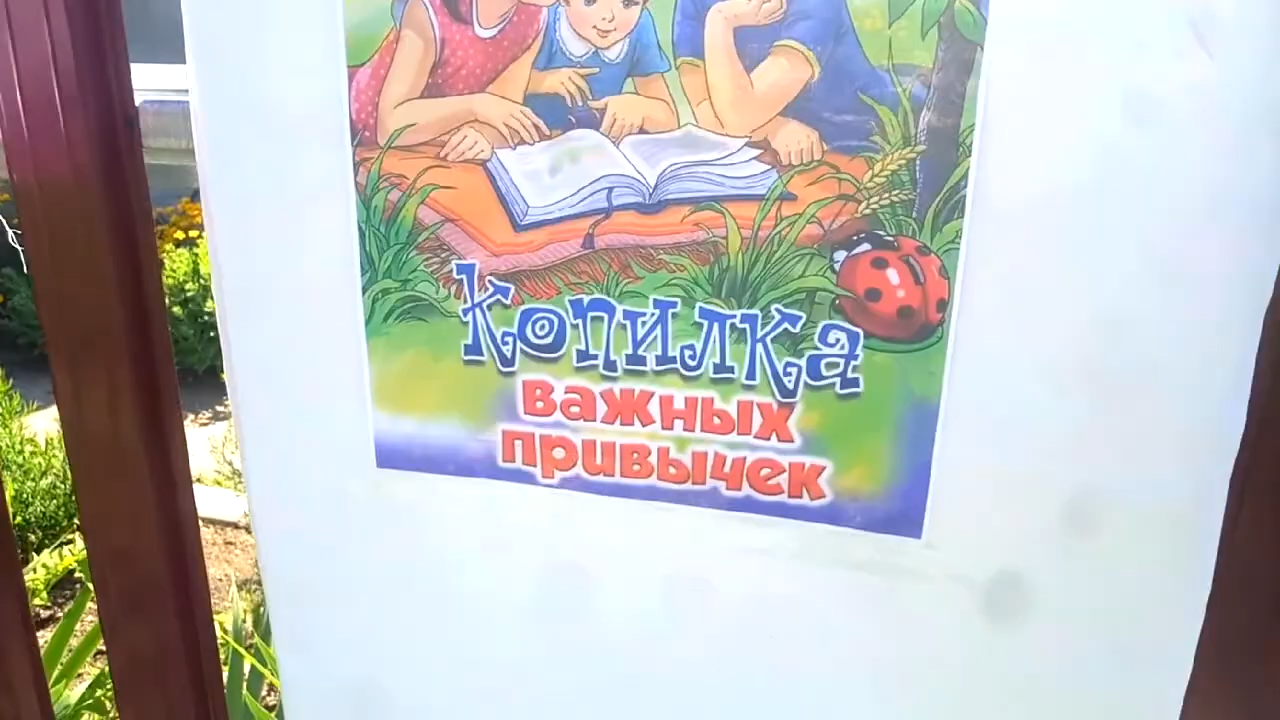 Копилка
важных
привычек